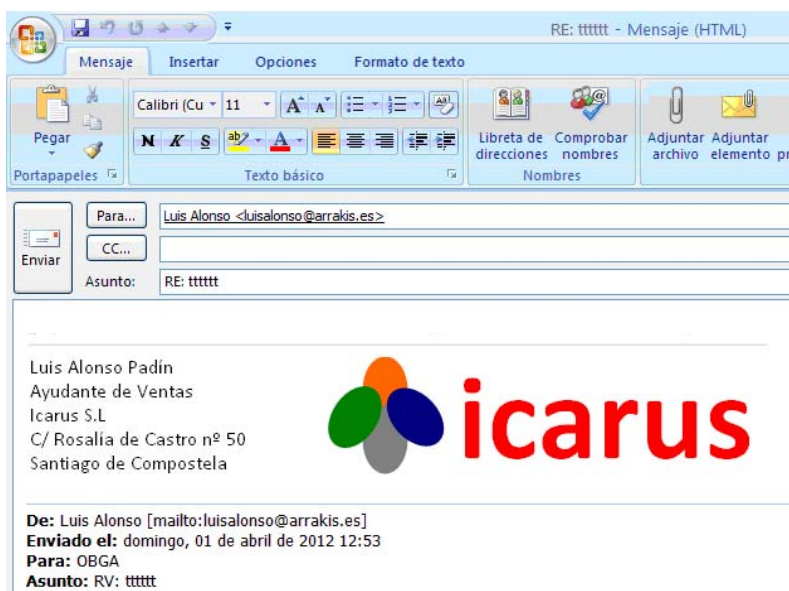 RE: tttttt - Mensaje (HTML)
Mensaje Insertar Opciones Formato de texto
Calibri (Cu 11
Pegar
N K S
Libreta de direcciones
Comprobar nombres
Adjuntar archivo
Adjuntar elemento
Portapapeles Texto básico Nombres
Para... Luis Alonso <luisalonso@arrakis.es>
CC...
Enviar
Asunto: RE: tttttt
Luis Alonso Padín
Ayudante de Ventas
Icarus S.L
C/ Rosalía de Castro nº 50
Santiago de Compostela
icarus
De: Luis Alonso [mailto:luisalonso@arrakis.es]
Enviado el: domingo, 01 de abril de 2012 12:53
Para: OBGA
Asunto: RV: tttttt